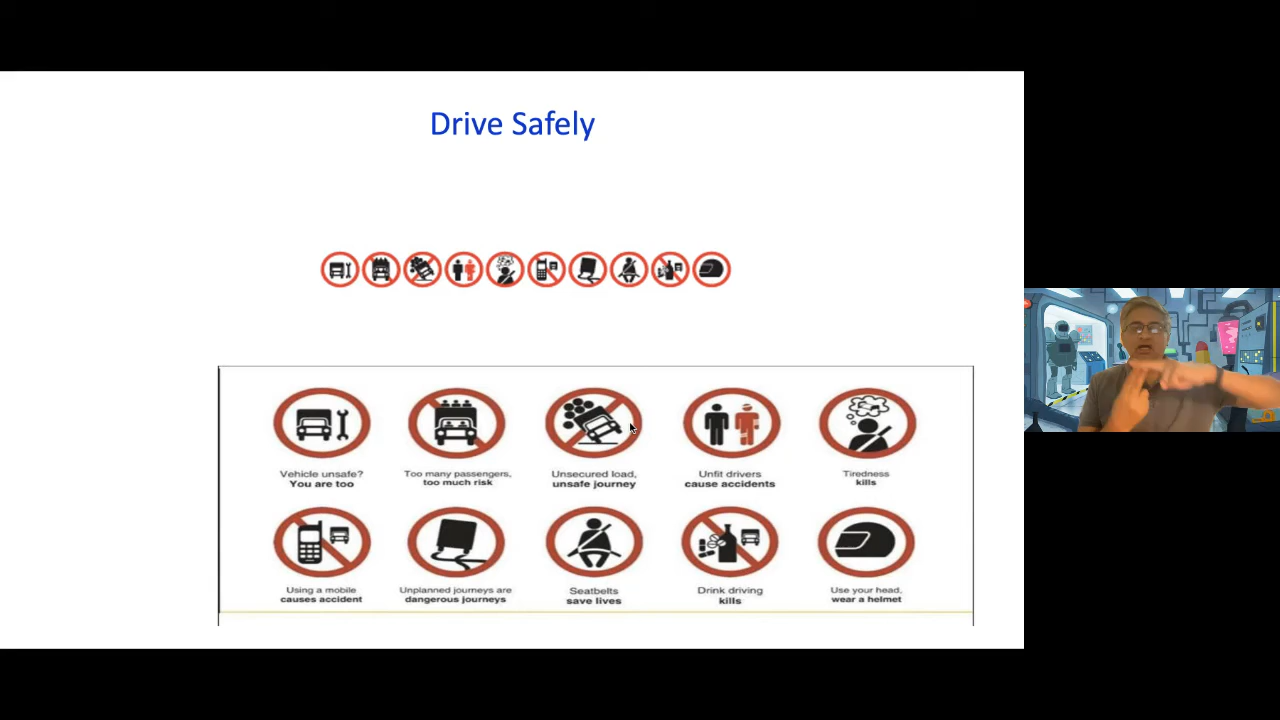 Drive Safely
Vehicle unsafe?
You are too
Too many passengers,
too much risk
Unsecured load,
unsafe journey
Unfit drivers
cause accidents
Tiredness
kills
Using a mobile
causes accident
Unplanned journeys are
dangerous journeys
Seatbelts
save lives
Drink driving
kills
Use your head,
wear a helmet